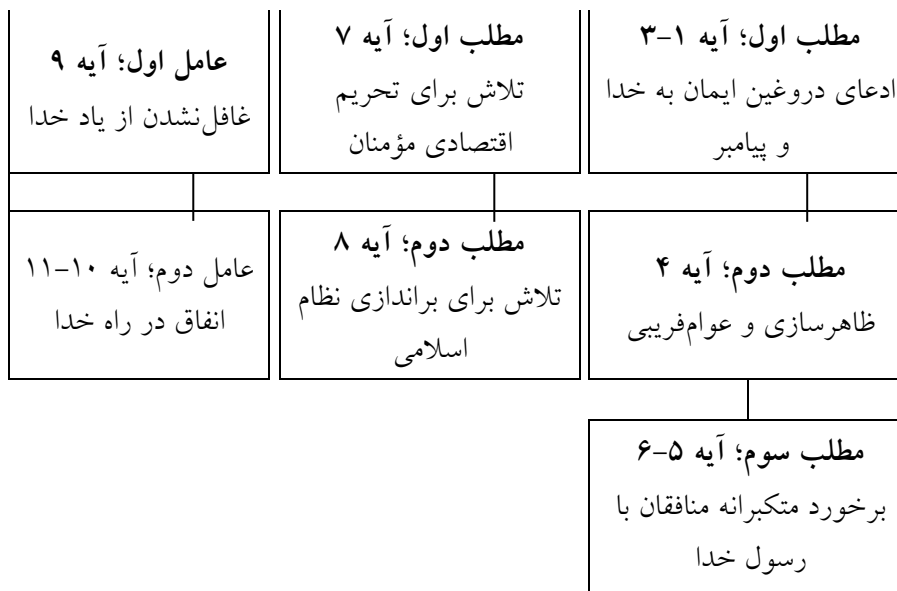 مطلب اول؛ آیه ۱-۳
ادعای دروغین ایمان به خدا
و پیامبر
مطلب دوم؛ آیه ۴
ظاهرسازی و عوام‌فریبی
مطلب سوم؛ آیه ۵-۶
برخورد متکبرانه منافقان با
رسول خدا
مطلب اول؛ آیه ۷
تلاش برای تحریم
اقتصادی مؤمنان
مطلب دوم؛ آیه ۸
تلاش برای براندازی نظام
اسلامی
عامل اول؛ آیه ۹
غافل‌نشدن از یاد خدا
عامل دوم؛ آیه ۱۰-۱۱
انفاق در راه خدا